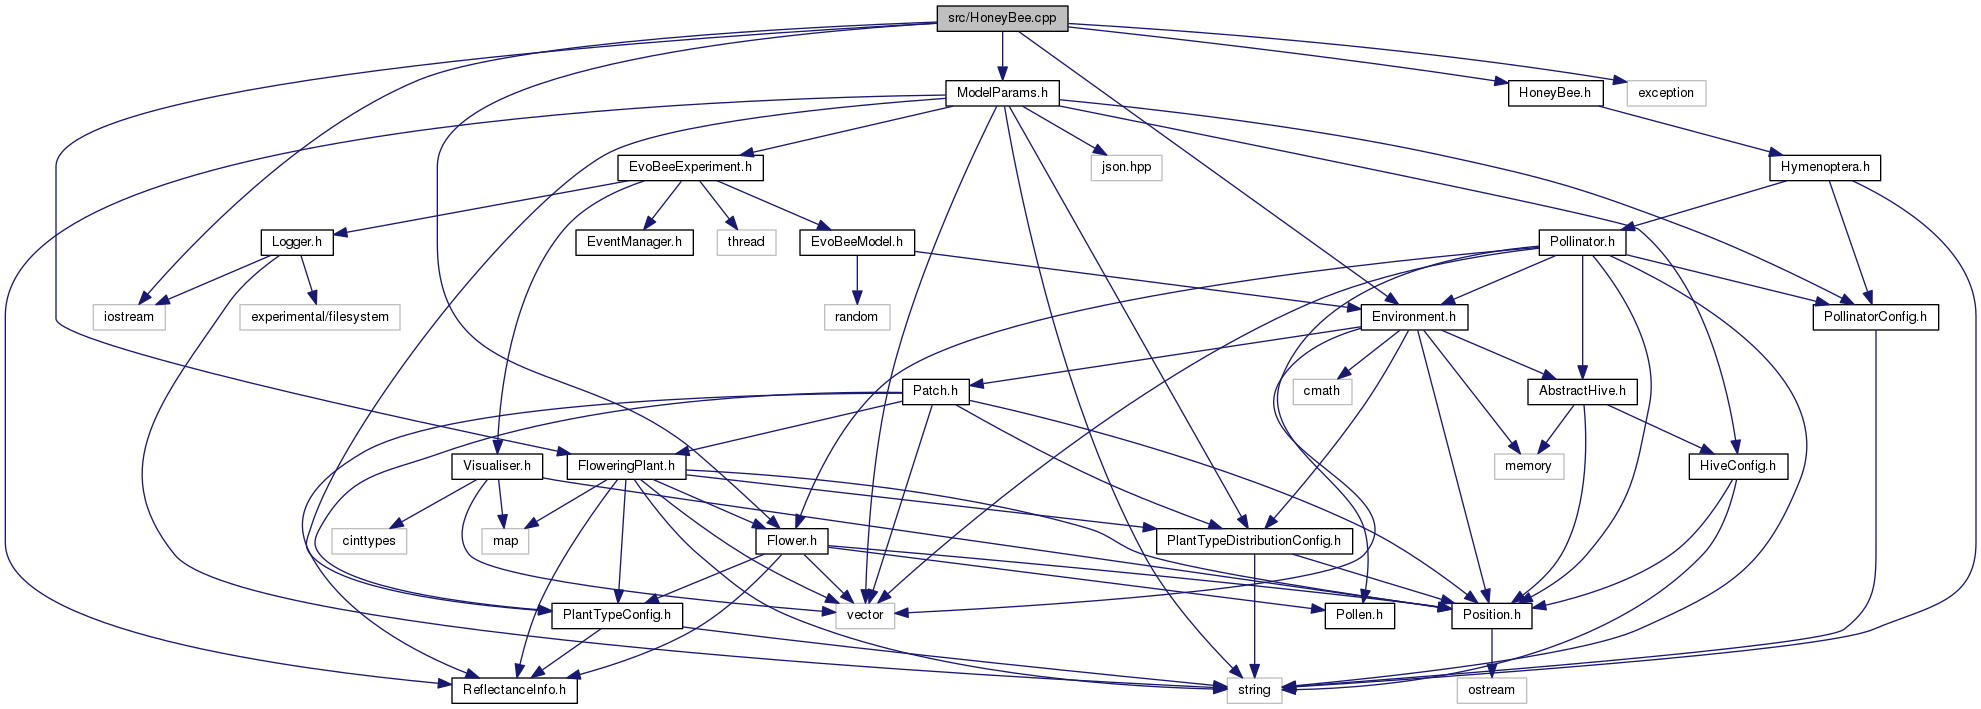 src/HoneyBee.cpp
ModelParams.h
HoneyBee.h
exception
EvoBeeExperiment.h
json.hpp
Hymenoptera.h
Logger.h
EventManager.h
thread
EvoBeeModel.h
Pollinator.h
iostream
experimental/filesystem
random
Environment.h
PollinatorConfig.h
Patch.h
cmath
AbstractHive.h
Visualiser.h
FloweringPlant.h
memory
HiveConfig.h
cinttypes
map
Flower.h
PlantTypeDistributionConfig.h
PlantTypeConfig.h
vector
Pollen.h
Position.h
ReflectanceInfo.h
string
ostream